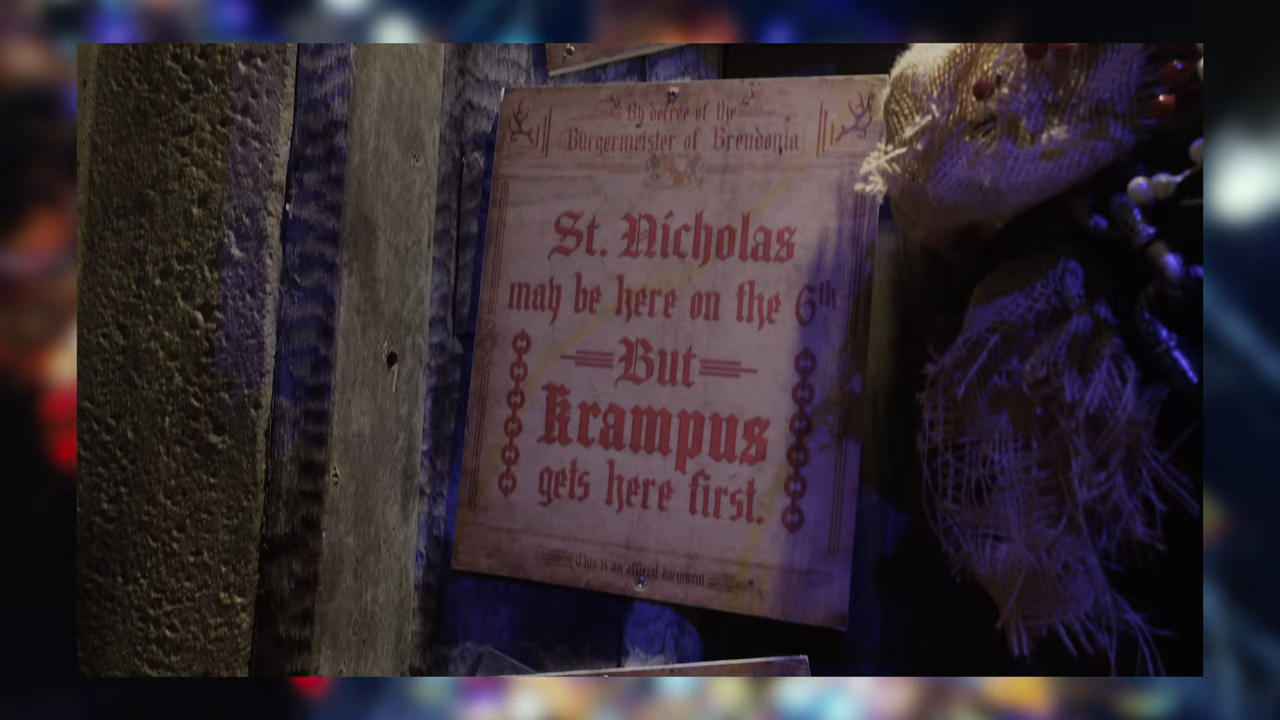 By decree of the
Bürgermeister of Brendonia
St. Nicholas
may be here on the 6th
But
Krampus
gets here first.
This is an official document